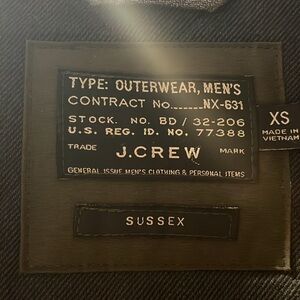 TYPE: OUTERWEAR, MEN'S
CONTRACT NO.......NX-631
STOCK. NO. BD / 32-206
U.S. REG. ID. NO. 77388
TRADE J.CREW MARK
GENERAL ISSUE MEN'S CLOTHING & PERSONAL ITEMS
SUSSEX
XS
MADE IN
VIETNAM